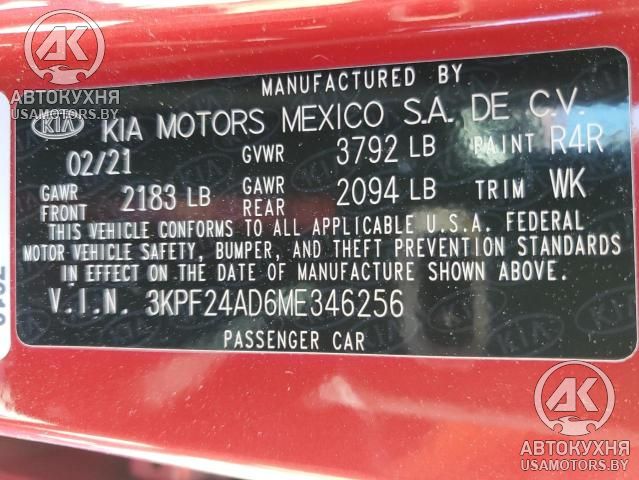 АВТОКУХНЯ
USAMOTORS.BY
MANUFACTURED BY
KIA KIA MOTORS MEXICO S.A. DE C.V.
02/21 GVWR 3792 LB PAINT R4R
GAWR FRONT 2183 LB GAWR REAR 2094 LB TRIM WK
THIS VEHICLE CONFORMS TO ALL APPLICABLE U.S.A. FEDERAL
MOTOR VEHICLE SAFETY, BUMPER, AND THEFT PREVENTION STANDARDS
IN EFFECT ON THE DATE OF MANUFACTURE SHOWN ABOVE.
V.I.N. 3KPF24AD6ME346256
PASSENGER CAR
АК
АВТОКУХНЯ
USAMOTORS.BY